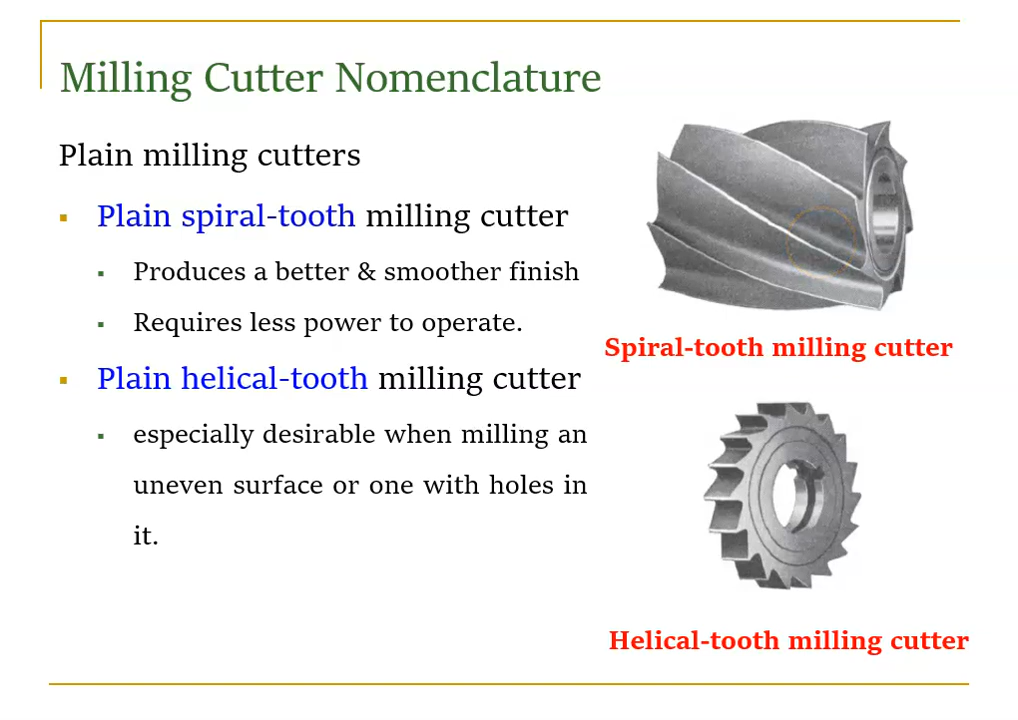 Milling Cutter Nomenclature
Plain milling cutters
Plain spiral-tooth milling cutter
Produces a better & smoother finish
Requires less power to operate.
Plain helical-tooth milling cutter
especially desirable when milling an
uneven surface or one with holes in
it.
Spiral-tooth milling cutter
Helical-tooth milling cutter